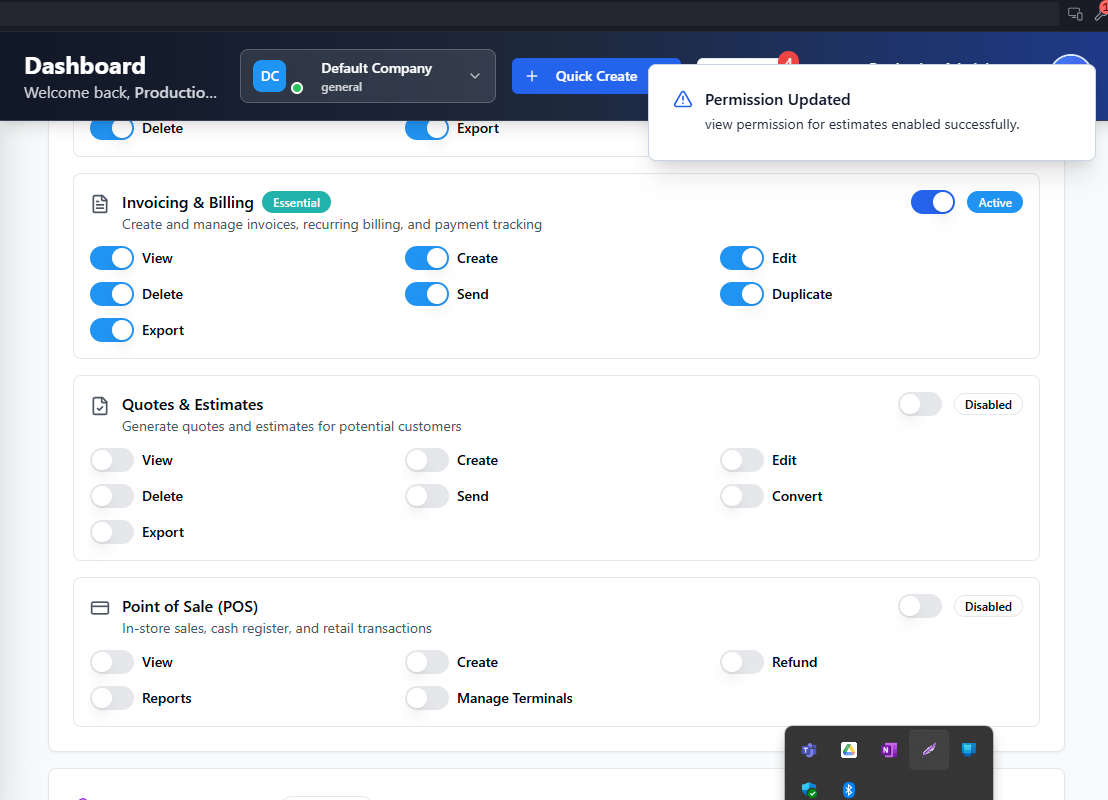 Dashboard
Welcome back, Productio...
DC
Default Company
general
+ Quick Create
4
Permission Updated
view permission for estimates enabled successfully.
Delete
Export
Invoicing & Billing
Essential
Active
Create and manage invoices, recurring billing, and payment tracking
View
Create
Edit
Delete
Send
Duplicate
Export
Quotes & Estimates
Disabled
Generate quotes and estimates for potential customers
View
Create
Edit
Delete
Send
Convert
Export
Point of Sale (POS)
Disabled
In-store sales, cash register, and retail transactions
View
Create
Refund
Reports
Manage Terminals